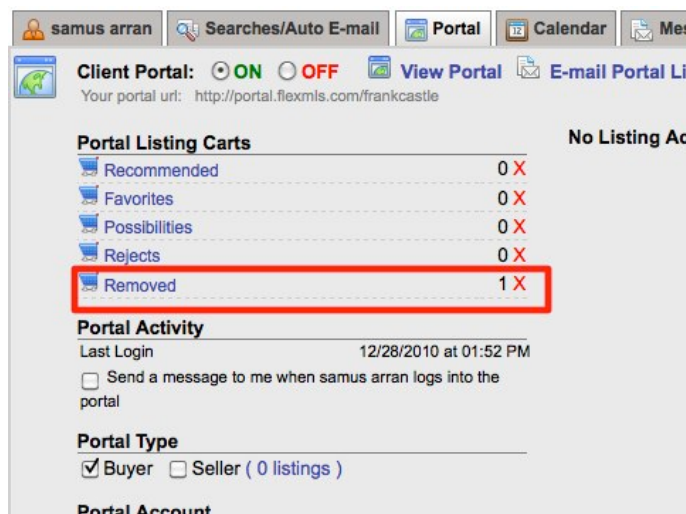 samus arran Searches/Auto E-mail Portal 12 Calendar
Client Portal: ON OFF View Portal E-mail Portal
Your portal url: http://portal.flexmls.com/frankcastle
Portal Listing Carts No Listing
Recommended 0 X
Favorites 0 X
Possibilities 0 X
Rejects 0 X
Removed 1 X
Portal Activity
Last Login 12/28/2010 at 01:52 PM
Send a message to me when samus arran logs into the
portal
Portal Type
Buyer Seller ( 0 listings )
Portal Account